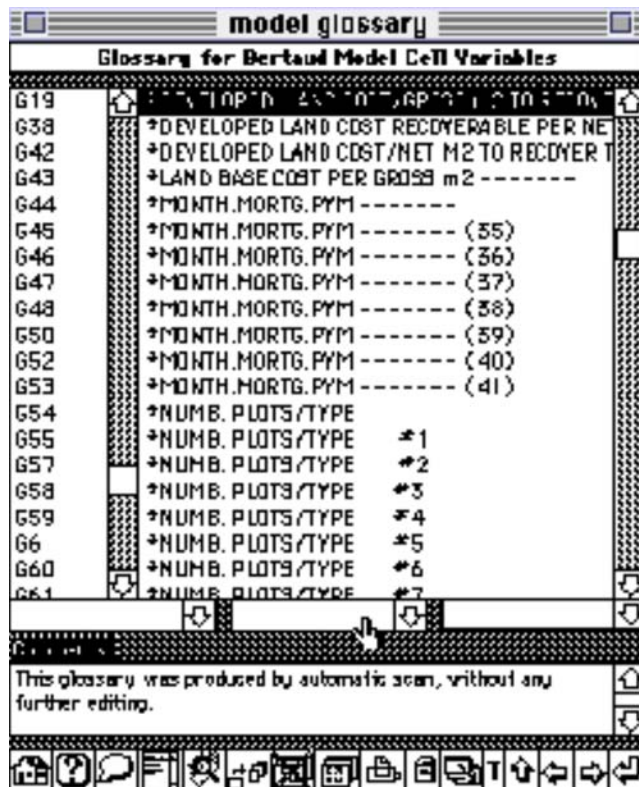 model glossary
Glossary for Bertaud Model Cell Variables
G19
G38 *DEVELOPED LAND COST RECOVERABLE PER NE
G42 *DEVELOPED LAND COST/NET M2 TO RECOVER T
G43 *LAND BASE COST PER GROSS m2 -------
G44 *MONTH.MORTG.PYM -------
G45 *MONTH.MORTG.PYM ------- (35)
G46 *MONTH.MORTG.PYM ------- (36)
G47 *MONTH.MORTG.PYM ------- (37)
G48 *MONTH.MORTG.PYM ------- (38)
G50 *MONTH.MORTG.PYM ------- (39)
G52 *MONTH.MORTG.PYM ------- (40)
G53 *MONTH.MORTG.PYM ------- (41)
G54 *NUMB. PLOTS/TYPE
G55 *NUMB. PLOTS/TYPE #1
G57 *NUMB. PLOTS/TYPE #2
G58 *NUMB. PLOTS/TYPE #3
G59 *NUMB. PLOTS/TYPE #4
G6 *NUMB. PLOTS/TYPE #5
G60 *NUMB. PLOTS/TYPE #6
G61 *NUMB. PLOTS/TYPE #7
This glossary was produced by automatic scan, without any
further editing.
T